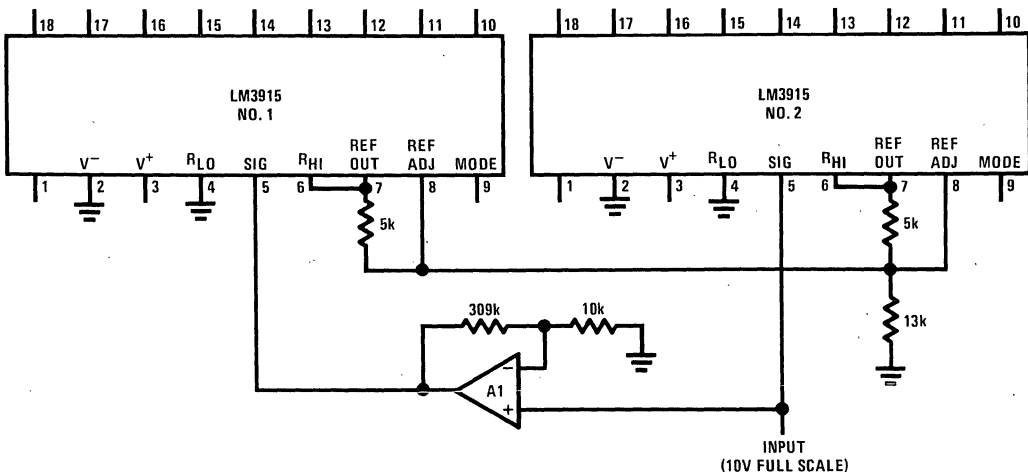 18 17 16 15 14 13 12 11 10
18 17 16 15 14 13 12 11 10
LM3915
NO. 1
LM3915
NO. 2
V− V+ RLO SIG RHI REF OUT REF ADJ MODE
V− V+ RLO SIG RHI REF OUT REF ADJ MODE
1 2 3 4 5 6 7 8 9
1 2 3 4 5 6 7 8 9
5k
5k
309k
10k
13k
−
A1
+
INPUT
(10V FULL SCALE)